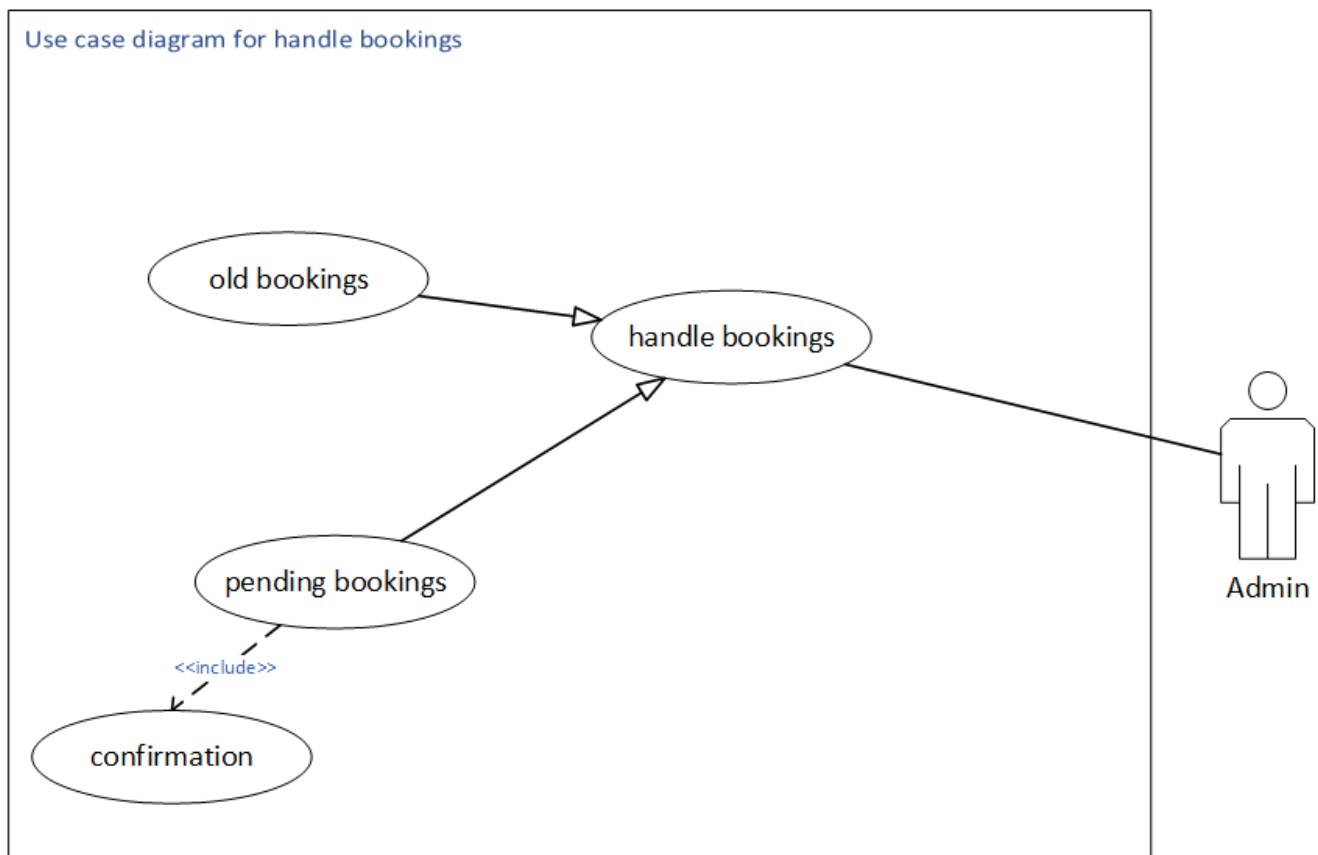 Use case diagram for handle bookings
old bookings
handle bookings
pending bookings
Admin
<<include>>
confirmation